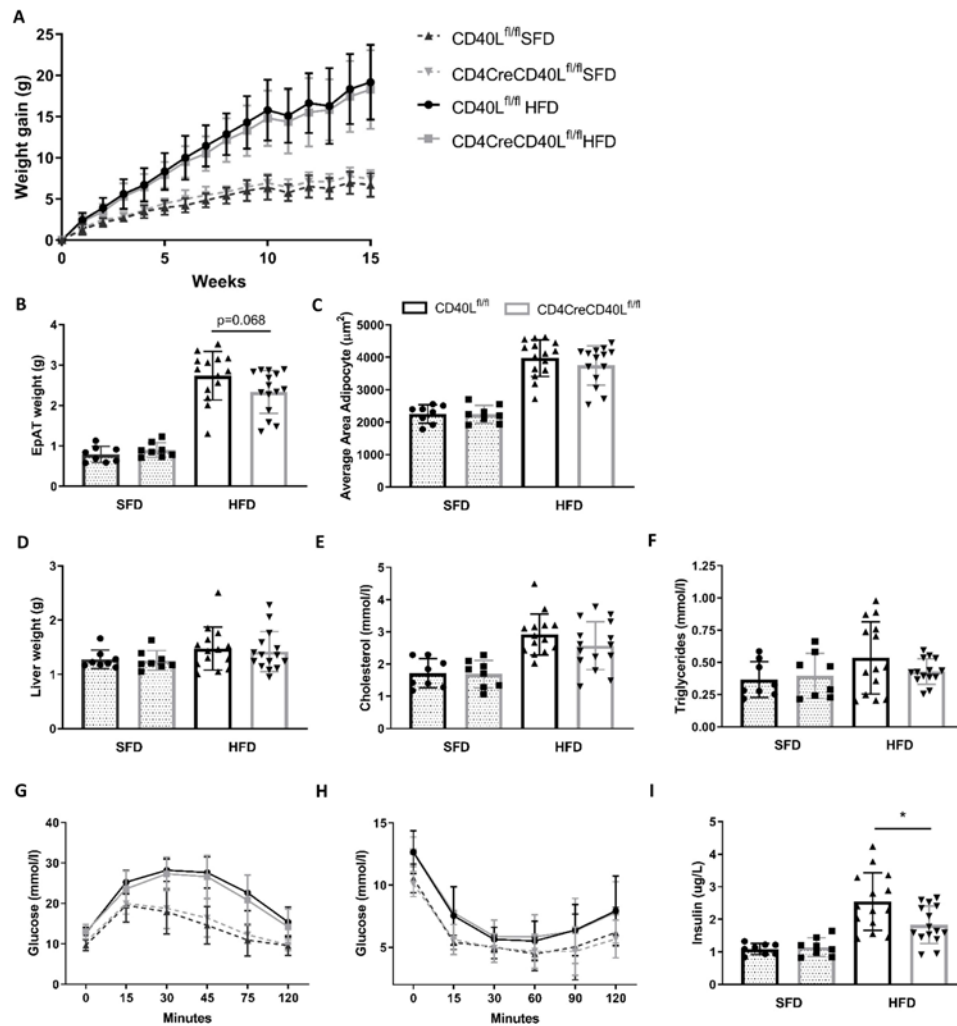 A
Weight gain (g)
25
20
15
10
5
0
0 5 10 15
Weeks
CD40L^fl/fl SFD
CD4CreCD40L^fl/fl SFD
CD40L^fl/fl HFD
CD4CreCD40L^fl/fl HFD
B
EpAT weight (g)
4
3
2
1
0
p=0.068
SFD HFD
C
CD40L^fl/fl CD4CreCD40L^fl/fl
Average Area Adipocyte (µm²)
5000
4000
3000
2000
1000
0
SFD HFD
D
Liver weight (g)
3
2
1
0
SFD HFD
E
Cholesterol (mmol/l)
5
4
3
2
1
0
SFD HFD
F
Triglycerides (mmol/l)
1.25
1.00
0.75
0.50
0.25
0.00
SFD HFD
G
Glucose (mmol/l)
40
30
20
10
0
0 15 30 45 75 120
Minutes
H
Glucose (mmol/l)
15
10
5
0 15 30 60 90 120
Minutes
I
Insulin (ug/L)
5
4
3
2
1
0
*
SFD HFD